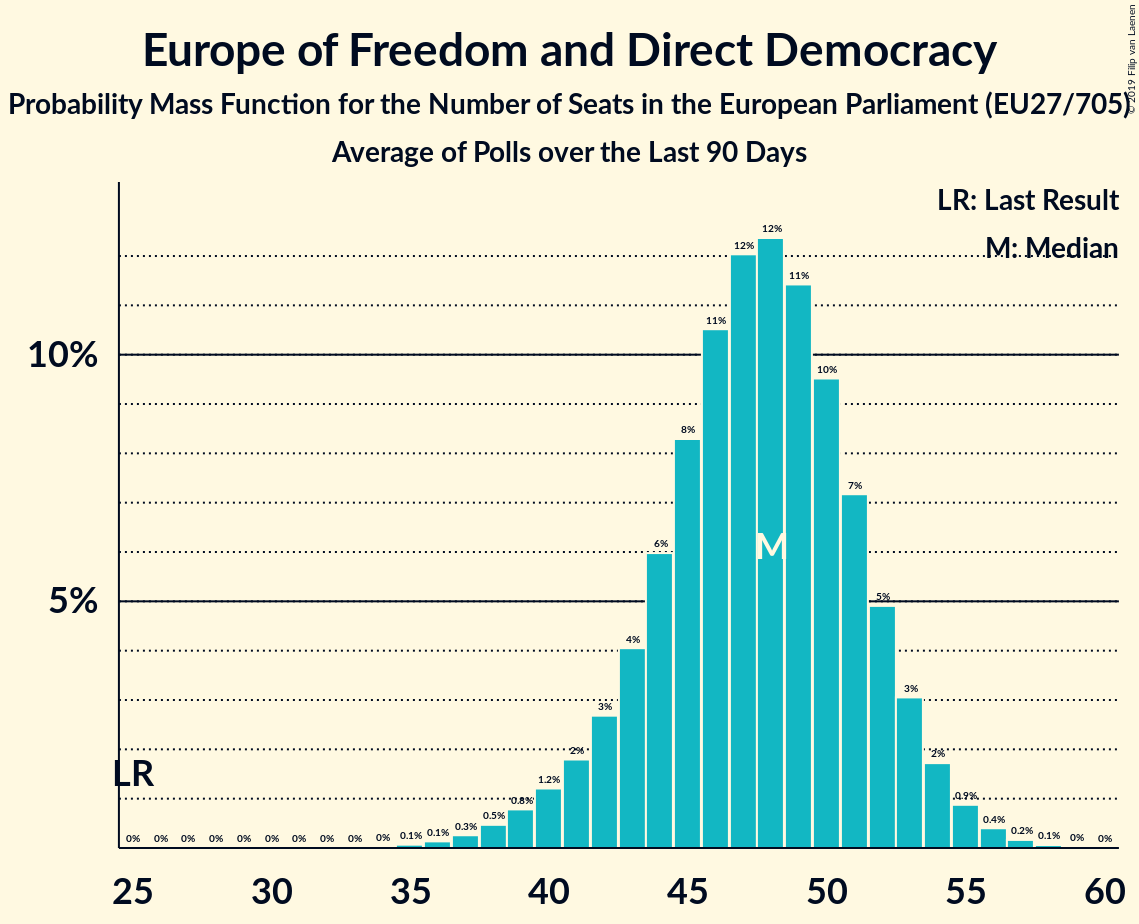 Europe of Freedom and Direct Democracy
Probability Mass Function for the Number of Seats in the European Parliament (EU27/705)
Average of Polls over the Last 90 Days
© 2019 Filip van Laenen
LR: Last Result
M: Median
10%
5%
LR
M
0% 0% 0% 0% 0% 0% 0% 0% 0% 0% 0.1% 0.1% 0.3% 0.5% 0.8% 1.2% 2% 3% 4% 6% 8% 11% 12% 12% 11% 10% 7% 5% 3% 2% 0.9% 0.4% 0.2% 0.1% 0% 0%
25 30 35 40 45 50 55 60